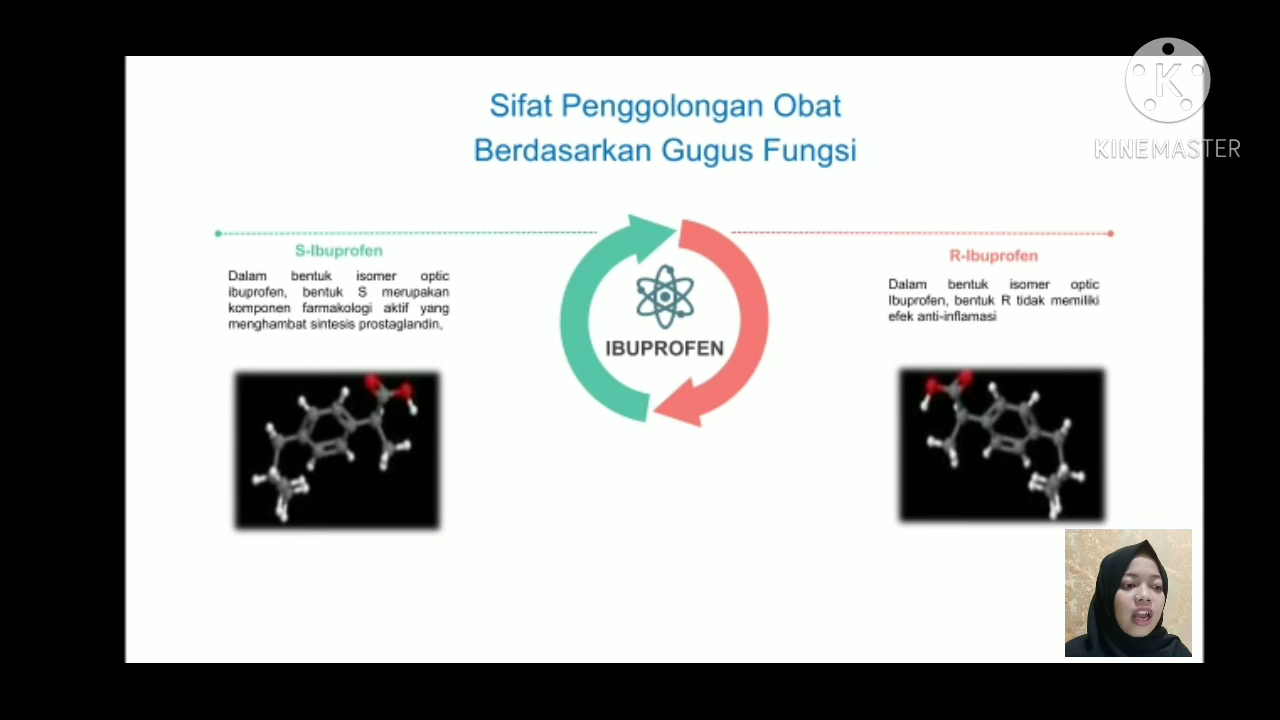 K
KINEMASTER
Sifat Penggolongan Obat
Berdasarkan Gugus Fungsi
S-Ibuprofen
Dalam bentuk isomer optic
ibuprofen, bentuk S merupakan
komponen farmakologi aktif yang
menghambat sintesis prostaglandin,
IBUPROFEN
R-Ibuprofen
Dalam bentuk isomer optic
Ibuprofen, bentuk R tidak memiliki
efek anti-inflamasi